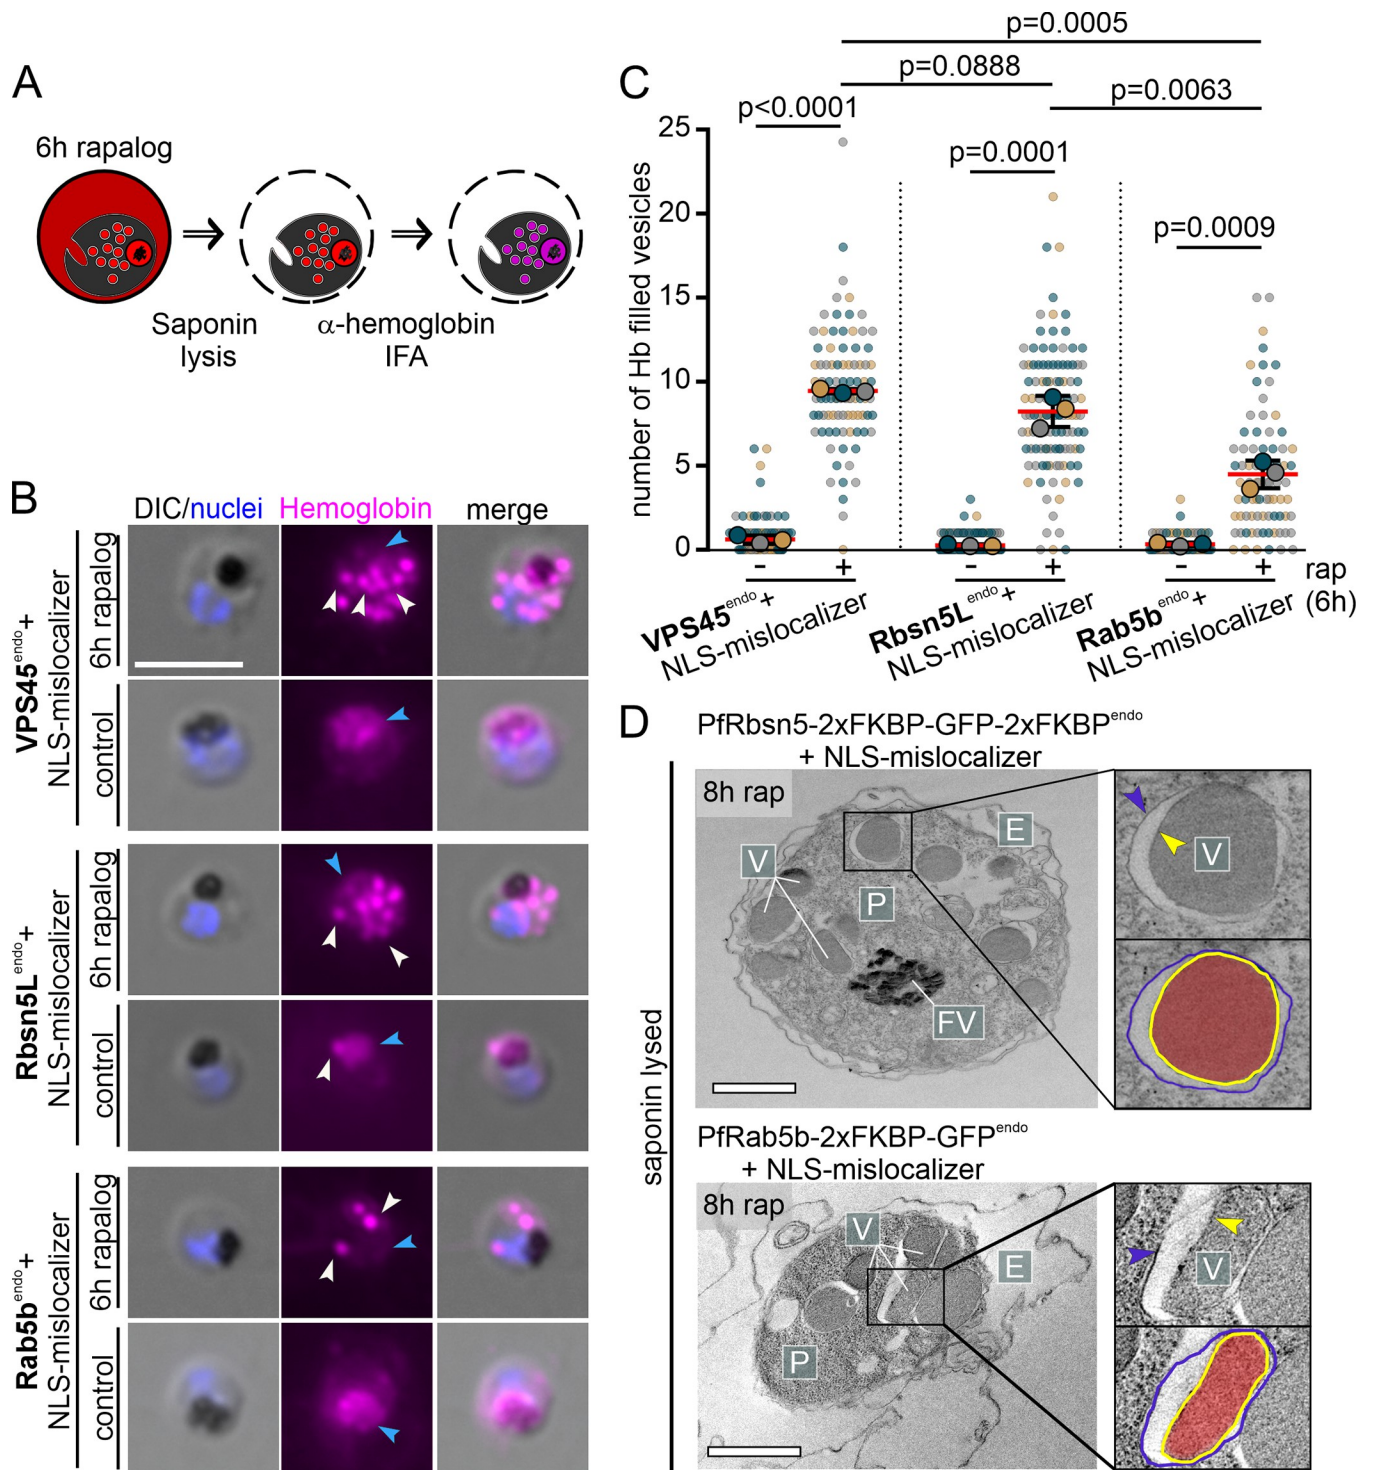 A
6h rapalog
Saponin
lysis
α-hemoglobin
IFA
B
DIC/nuclei
Hemoglobin
merge
VPS45endo+
NLS-mislocalizer
6h rapalog
control
Rbsn5Lendo+
NLS-mislocalizer
6h rapalog
control
Rab5bendo+
NLS-mislocalizer
6h rapalog
control
C
p=0.0005
p=0.0888
p=0.0063
p<0.0001
p=0.0001
p=0.0009
number of Hb filled vesicles
25
20
15
10
5
0
- + - + - +
rap
(6h)
VPS45endo+
NLS-mislocalizer
Rbsn5Lendo+
NLS-mislocalizer
Rab5bendo+
NLS-mislocalizer
D
PfRbsn5-2xFKBP-GFP-2xFKBPendo
+ NLS-mislocalizer
saponin lysed
8h rap
V
E
P
FV
V
PfRab5b-2xFKBP-GFPendo
+ NLS-mislocalizer
8h rap
V
E
P
V